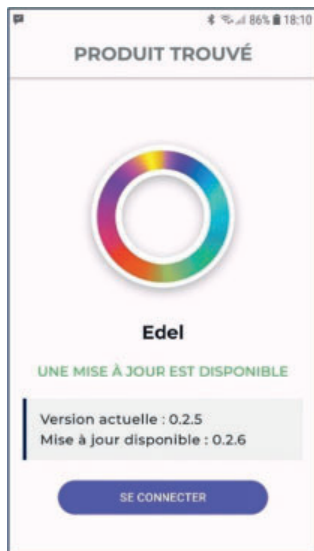 86% 18:10
PRODUIT TROUVÉ
Edel
UNE MISE À JOUR EST DISPONIBLE
Version actuelle : 0.2.5
Mise à jour disponible : 0.2.6
SE CONNECTER